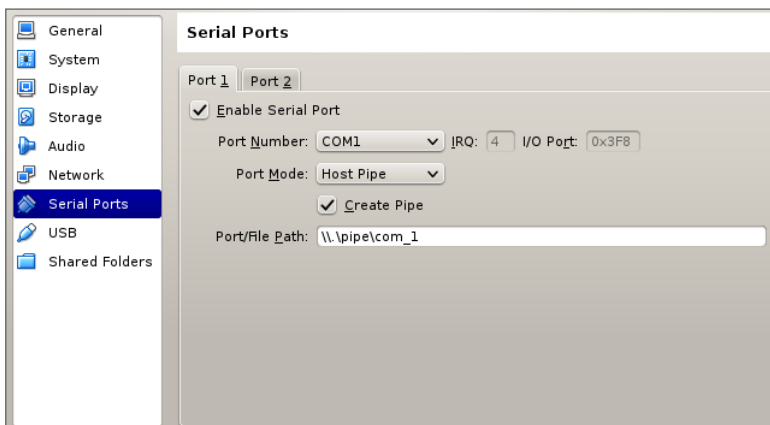 General
System
Display
Storage
Audio
Network
Serial Ports
USB
Shared Folders
Serial Ports
Port 1 Port 2
Enable Serial Port
Port Number: COM1 IRQ: 4 I/O Port: 0x3F8
Port Mode: Host Pipe
Create Pipe
Port/File Path: \\.\pipe\com_1